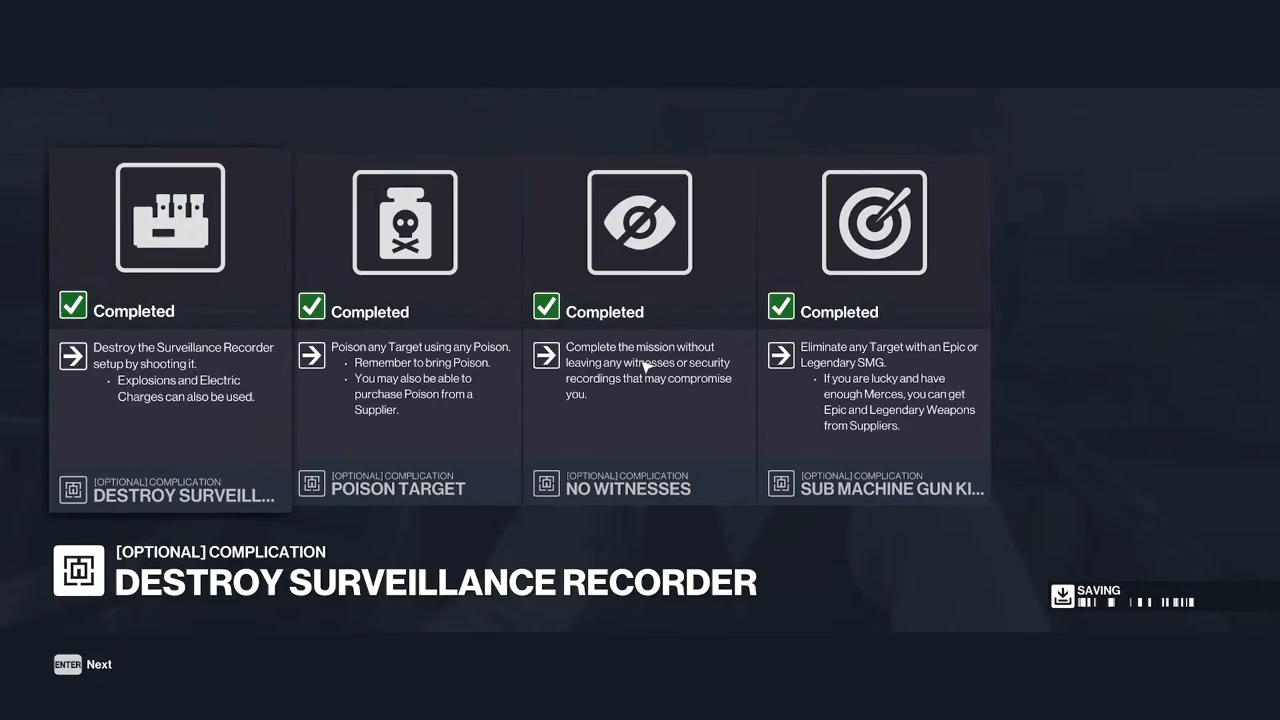 Completed
Destroy the Surveillance Recorder
setup by shooting it.
• Explosions and Electric
Charges can also be used.
[OPTIONAL] COMPLICATION
DESTROY SURVEILL...
Completed
Poison any Target using any Poison.
• Remember to bring Poison.
• You may also be able to
purchase Poison from a
Supplier.
[OPTIONAL] COMPLICATION
POISON TARGET
Completed
Complete the mission without
leaving any witnesses or security
recordings that may compromise
you.
[OPTIONAL] COMPLICATION
NO WITNESSES
Completed
Eliminate any Target with an Epic or
Legendary SMG.
• If you are lucky and have
enough Merces, you can get
Epic and Legendary Weapons
from Suppliers.
[OPTIONAL] COMPLICATION
SUB MACHINE GUN KI...
[OPTIONAL] COMPLICATION
DESTROY SURVEILLANCE RECORDER
SAVING
ENTER Next